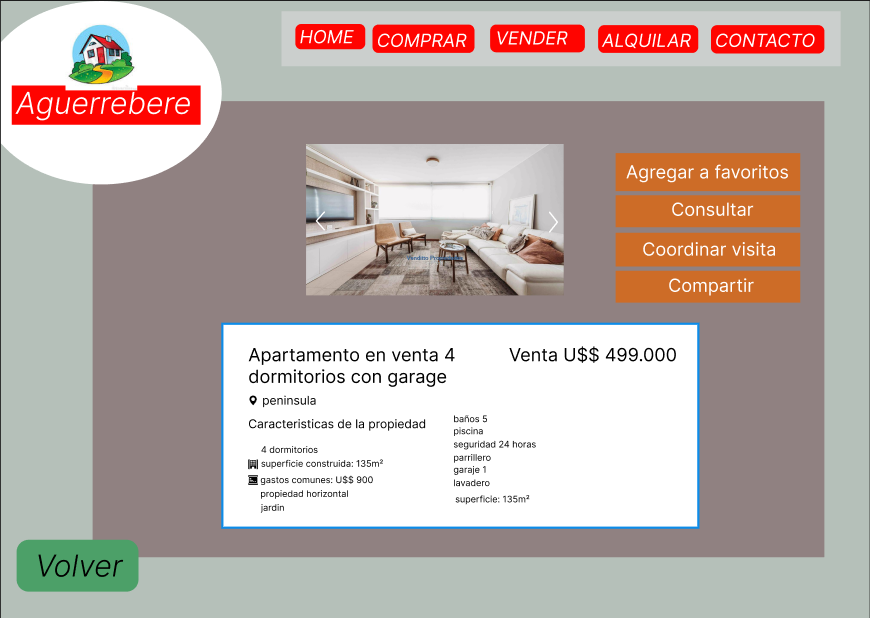 HOME
COMPRAR
VENDER
ALQUILAR
CONTACTO
Aguerrebere
Agregar a favoritos
Consultar
Coordinar visita
Compartir
Apartamento en venta 4
dormitorios con garage
Venta U$$ 499.000
peninsula
Caracteristicas de la propiedad
4 dormitorios
superficie construida: 135m²
gastos comunes: U$$ 900
propiedad horizontal
jardin
baños 5
piscina
seguridad 24 horas
parrillero
garaje 1
lavadero
superficie: 135m²
Volver